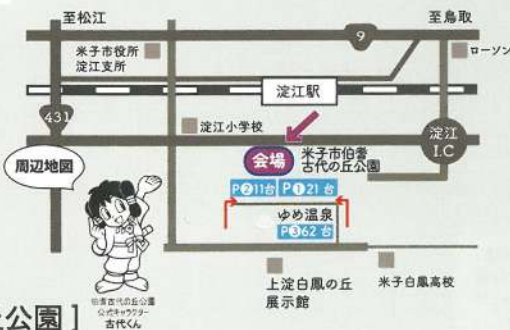 至松江
至鳥取
9
米子市役所
淀江支所
ローソン
淀江駅
431
淀江小学校
淀江
I.C
周辺地図
会場
米子市伯耆
古代の丘公園
P❷11台
P❶21台
ゆめ温泉
P❸62台
上淀白鳳の丘
展示館
米子白鳳高校
伯耆古代の丘公園
公式キャラクター
古代くん
公園]